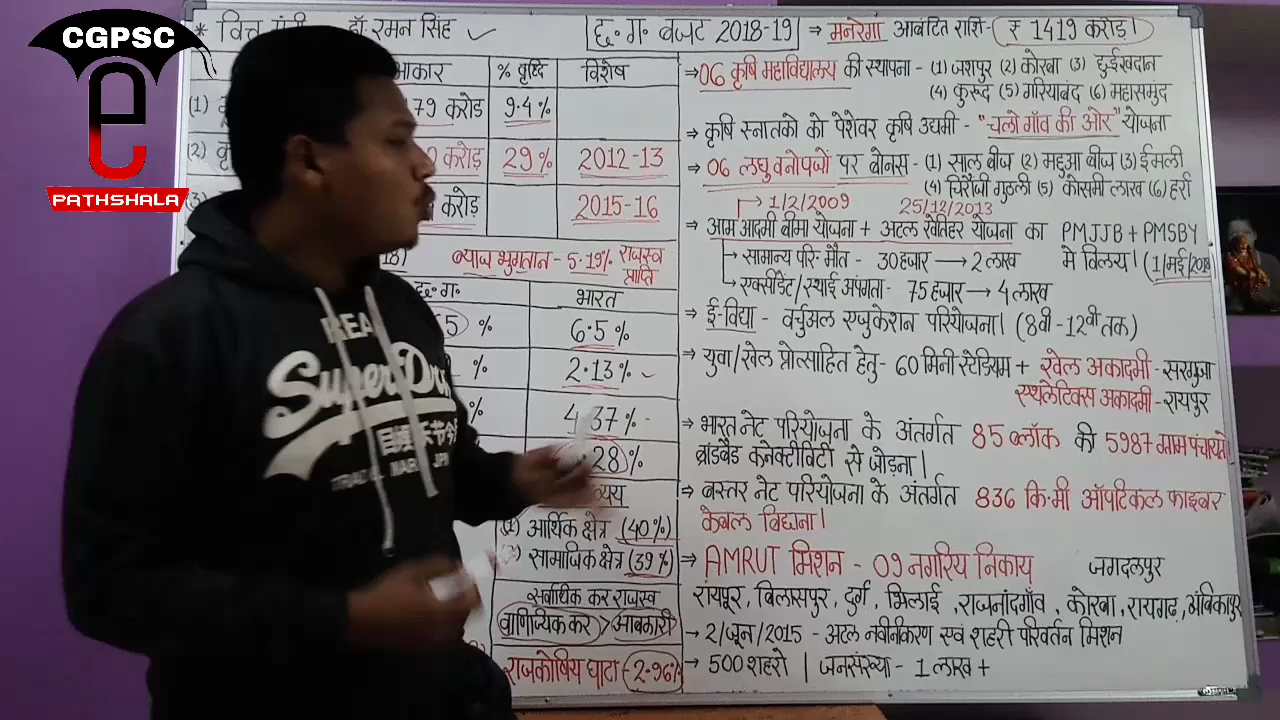 CGPSC
e
PATHSHALA
* वित्त डॉ. रमन सिंह
छ.ग. बजट 2018-19
→ मनरेगा आबंटित राशि - ₹ 1419 करोड़।
आकार % वृद्धि विशेष
(1) 79 करोड़ 9.4%
(2) करोड़ 29% 2012-13
(3) करोड़ 2015-16
ब्याज भुगतान - 5.19% राजस्व
प्राप्ति
छ.ग. भारत
5 % 6.5%
% 2.13%
% 4.37%
.28%
व्यय
(1) आर्थिक क्षेत्र (40%)
सामाजिक क्षेत्र (39%)
सर्वाधिक कर राजस्व
वाणिज्यिक कर > आबकारी
राजकोषिय घाटा - 2.96%
→ 06 कृषि महाविद्यालय की स्थापना - (1) जशपुर (2) कोरबा (3) छुईखदान
(4) कुरूद (5) गरियाबंद (6) महासमुंद
→ कृषि स्नातको को पेशेवर कृषि उद्यमी - "चलो गाँव की ओर" योजना
→ 06 लघु वनोपजों पर बोनस - (1) साल बीज (2) महुआ बीज (3) ईमली
(4) चिरौंजी गुठली (5) कोसमी लाख (6) हर्रा
→ 1/2/2009 25/12/2013
→ आम आदमी बीमा योजना + अटल खेतिहर योजना का PMJJB + PMSBY
→ सामान्य परि. मौत - 30 हजार → 2 लाख मे विलय। (1/मई/2018)
→ एक्सीडेंट/स्थाई अपंगता - 75 हजार → 4 लाख
→ ई-विद्या - वर्चुअल एजुकेशन परियोजना। (8वी - 12वी तक)
→ युवा/खेल प्रोत्साहित हेतु - 60 मिनी स्टेडियम + खेल अकादमी - सरगुजा
एथलेटिक्स अकादमी - रायपुर
→ भारत नेट परियोजना के अंतर्गत 85 ब्लॉक की 5987 ग्राम पंचायतो
ब्रांडबैंड कनेक्टीविटी से जोड़ना।
→ बस्तर नेट परियोजना के अंतर्गत 836 कि.मी ऑपटिकल फाइबर
केबल बिछाना।
→ AMRUT मिशन - 09 नगरिय निकाय जगदलपुर
रायपुर, बिलासपुर, दुर्ग, भिलाई, राजनांदगाँव, कोरबा, रायगढ, अंबिकापुर
→ 2/जून/2015 - अटल नवीनीकरण एवं शहरी परिवर्तन मिशन
→ 500 शहरो | जनसंख्या - 1 लाख +
SuperDry